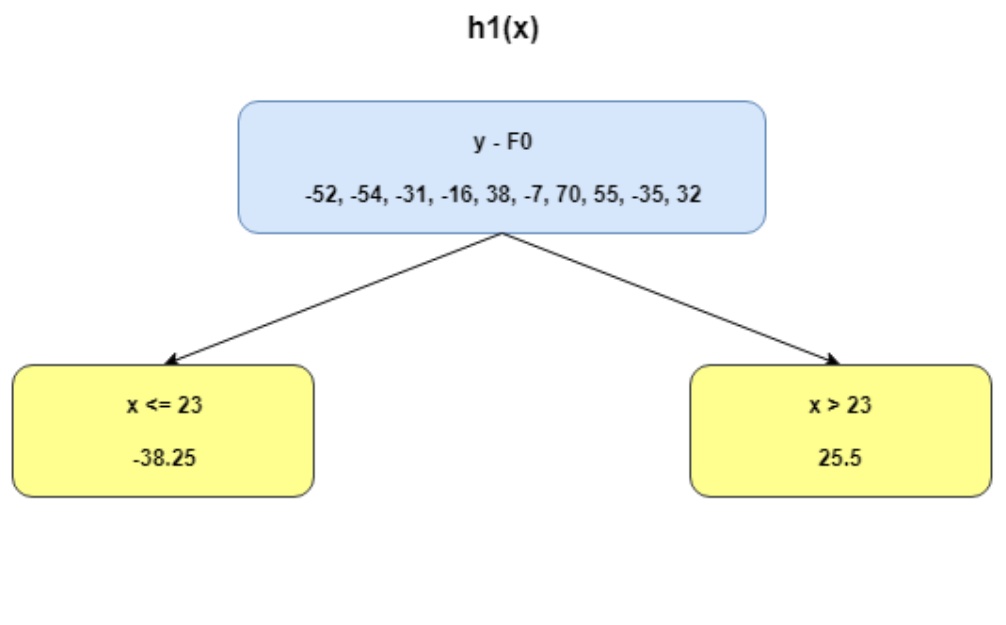 h1(x)
y - F0
-52, -54, -31, -16, 38, -7, 70, 55, -35, 32
x <= 23
-38.25
x > 23
25.5